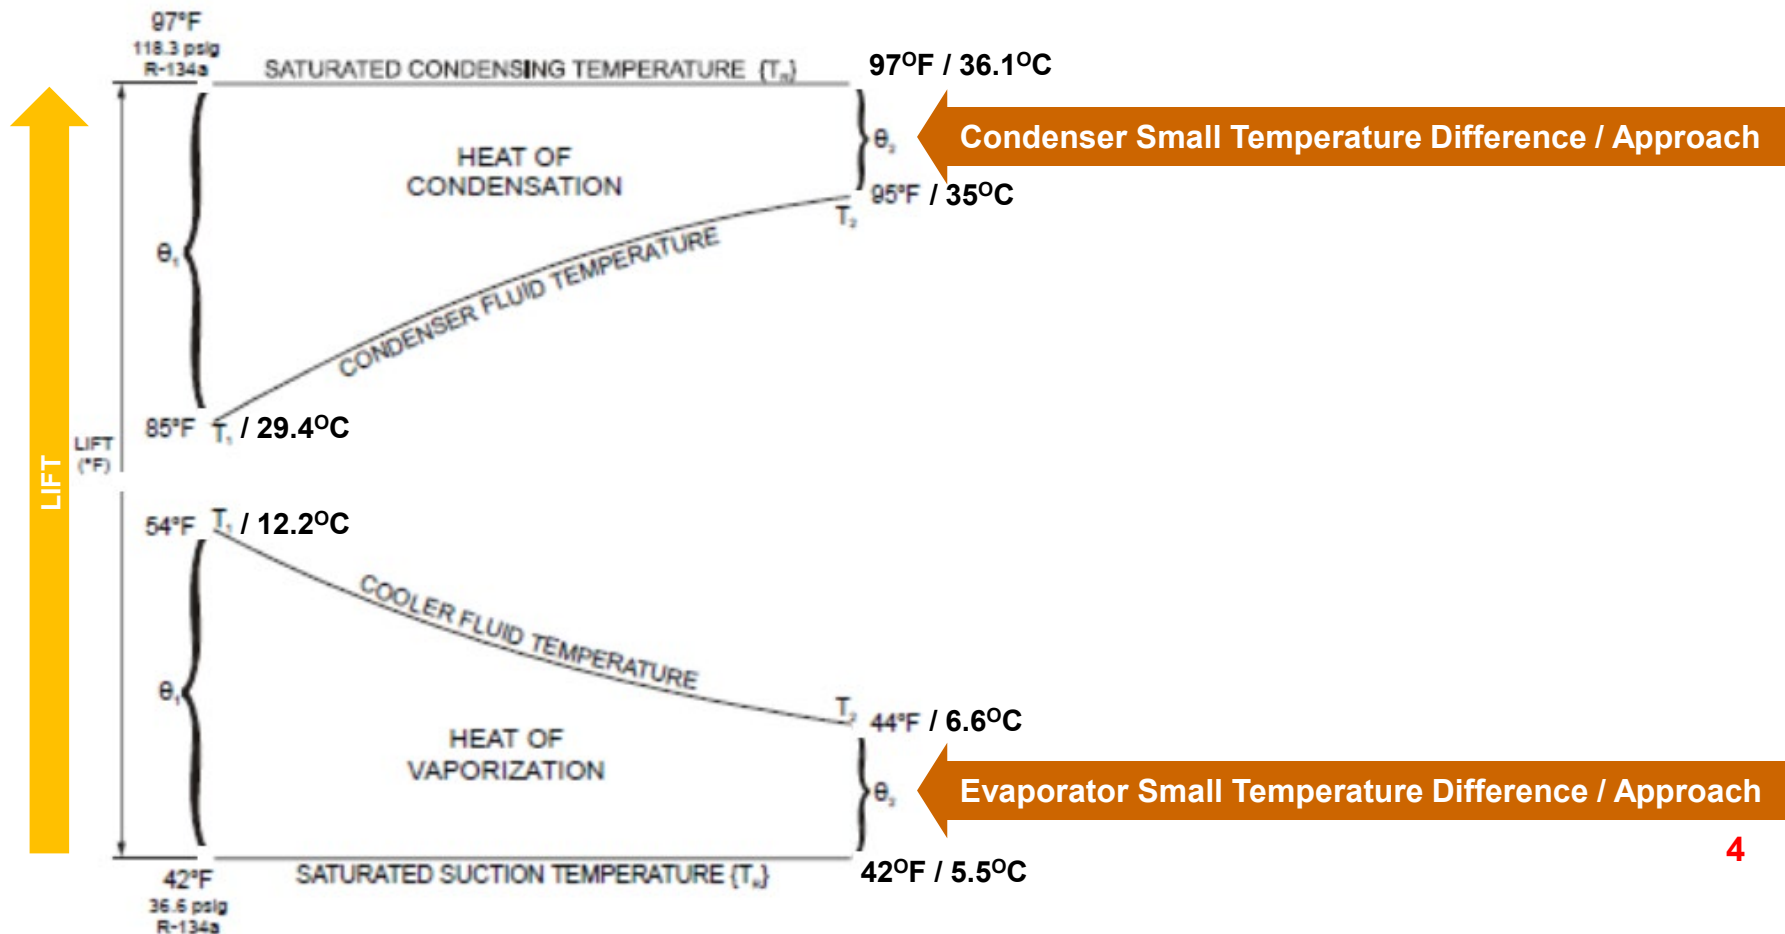 97°F
118.3 psig
R-134a
SATURATED CONDENSING TEMPERATURE {Tᴿ}
97ᴼF / 36.1ᴼC
Condenser Small Temperature Difference / Approach
HEAT OF
CONDENSATION
θ₂
95°F / 35ᴼC
T₂
θ₁
CONDENSER FLUID TEMPERATURE
85°F T₁ / 29.4ᴼC
LIFT
(°F)
LIFT
54°F T₁ / 12.2ᴼC
COOLER FLUID TEMPERATURE
θ₁
T₂
44°F / 6.6ᴼC
HEAT OF
VAPORIZATION
θ₂
Evaporator Small Temperature Difference / Approach
4
SATURATED SUCTION TEMPERATURE {Tᴿ}
42ᴼF / 5.5ᴼC
42°F
36.6 psig
R-134a